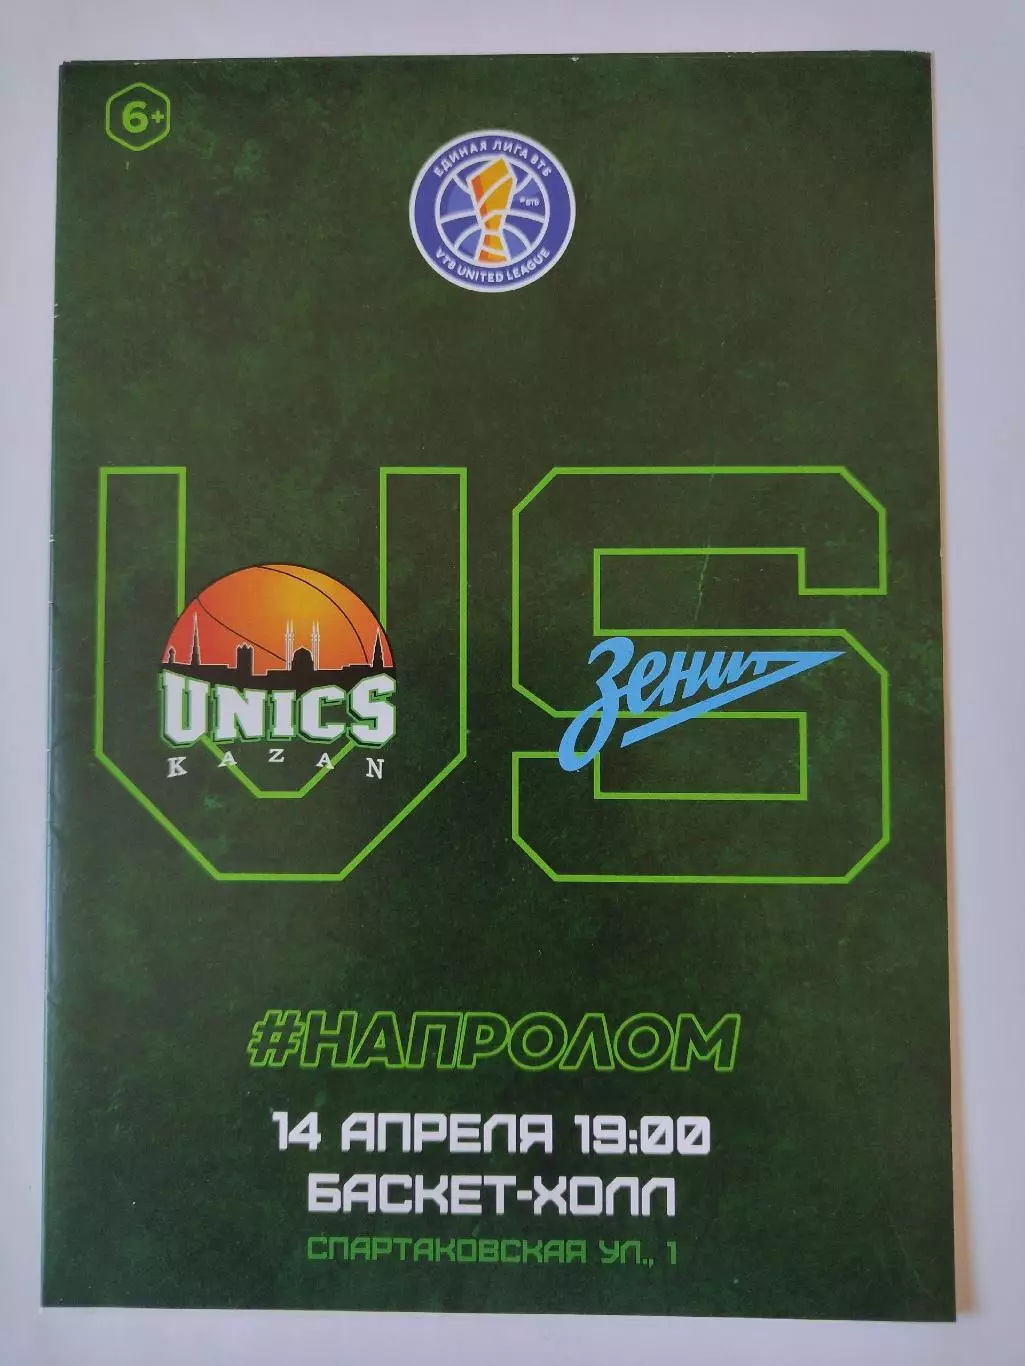 6+
ЕДИНАЯ ЛИГА ВТБ
ВТБ
VTB UNITED LEAGUE
VS
UNICS
KAZAN
Зенит
#НАПРОЛОМ
14 АПРЕЛЯ 19:00
БАСКЕТ-ХОЛЛ
СПАРТАКОВСКАЯ УЛ., 1